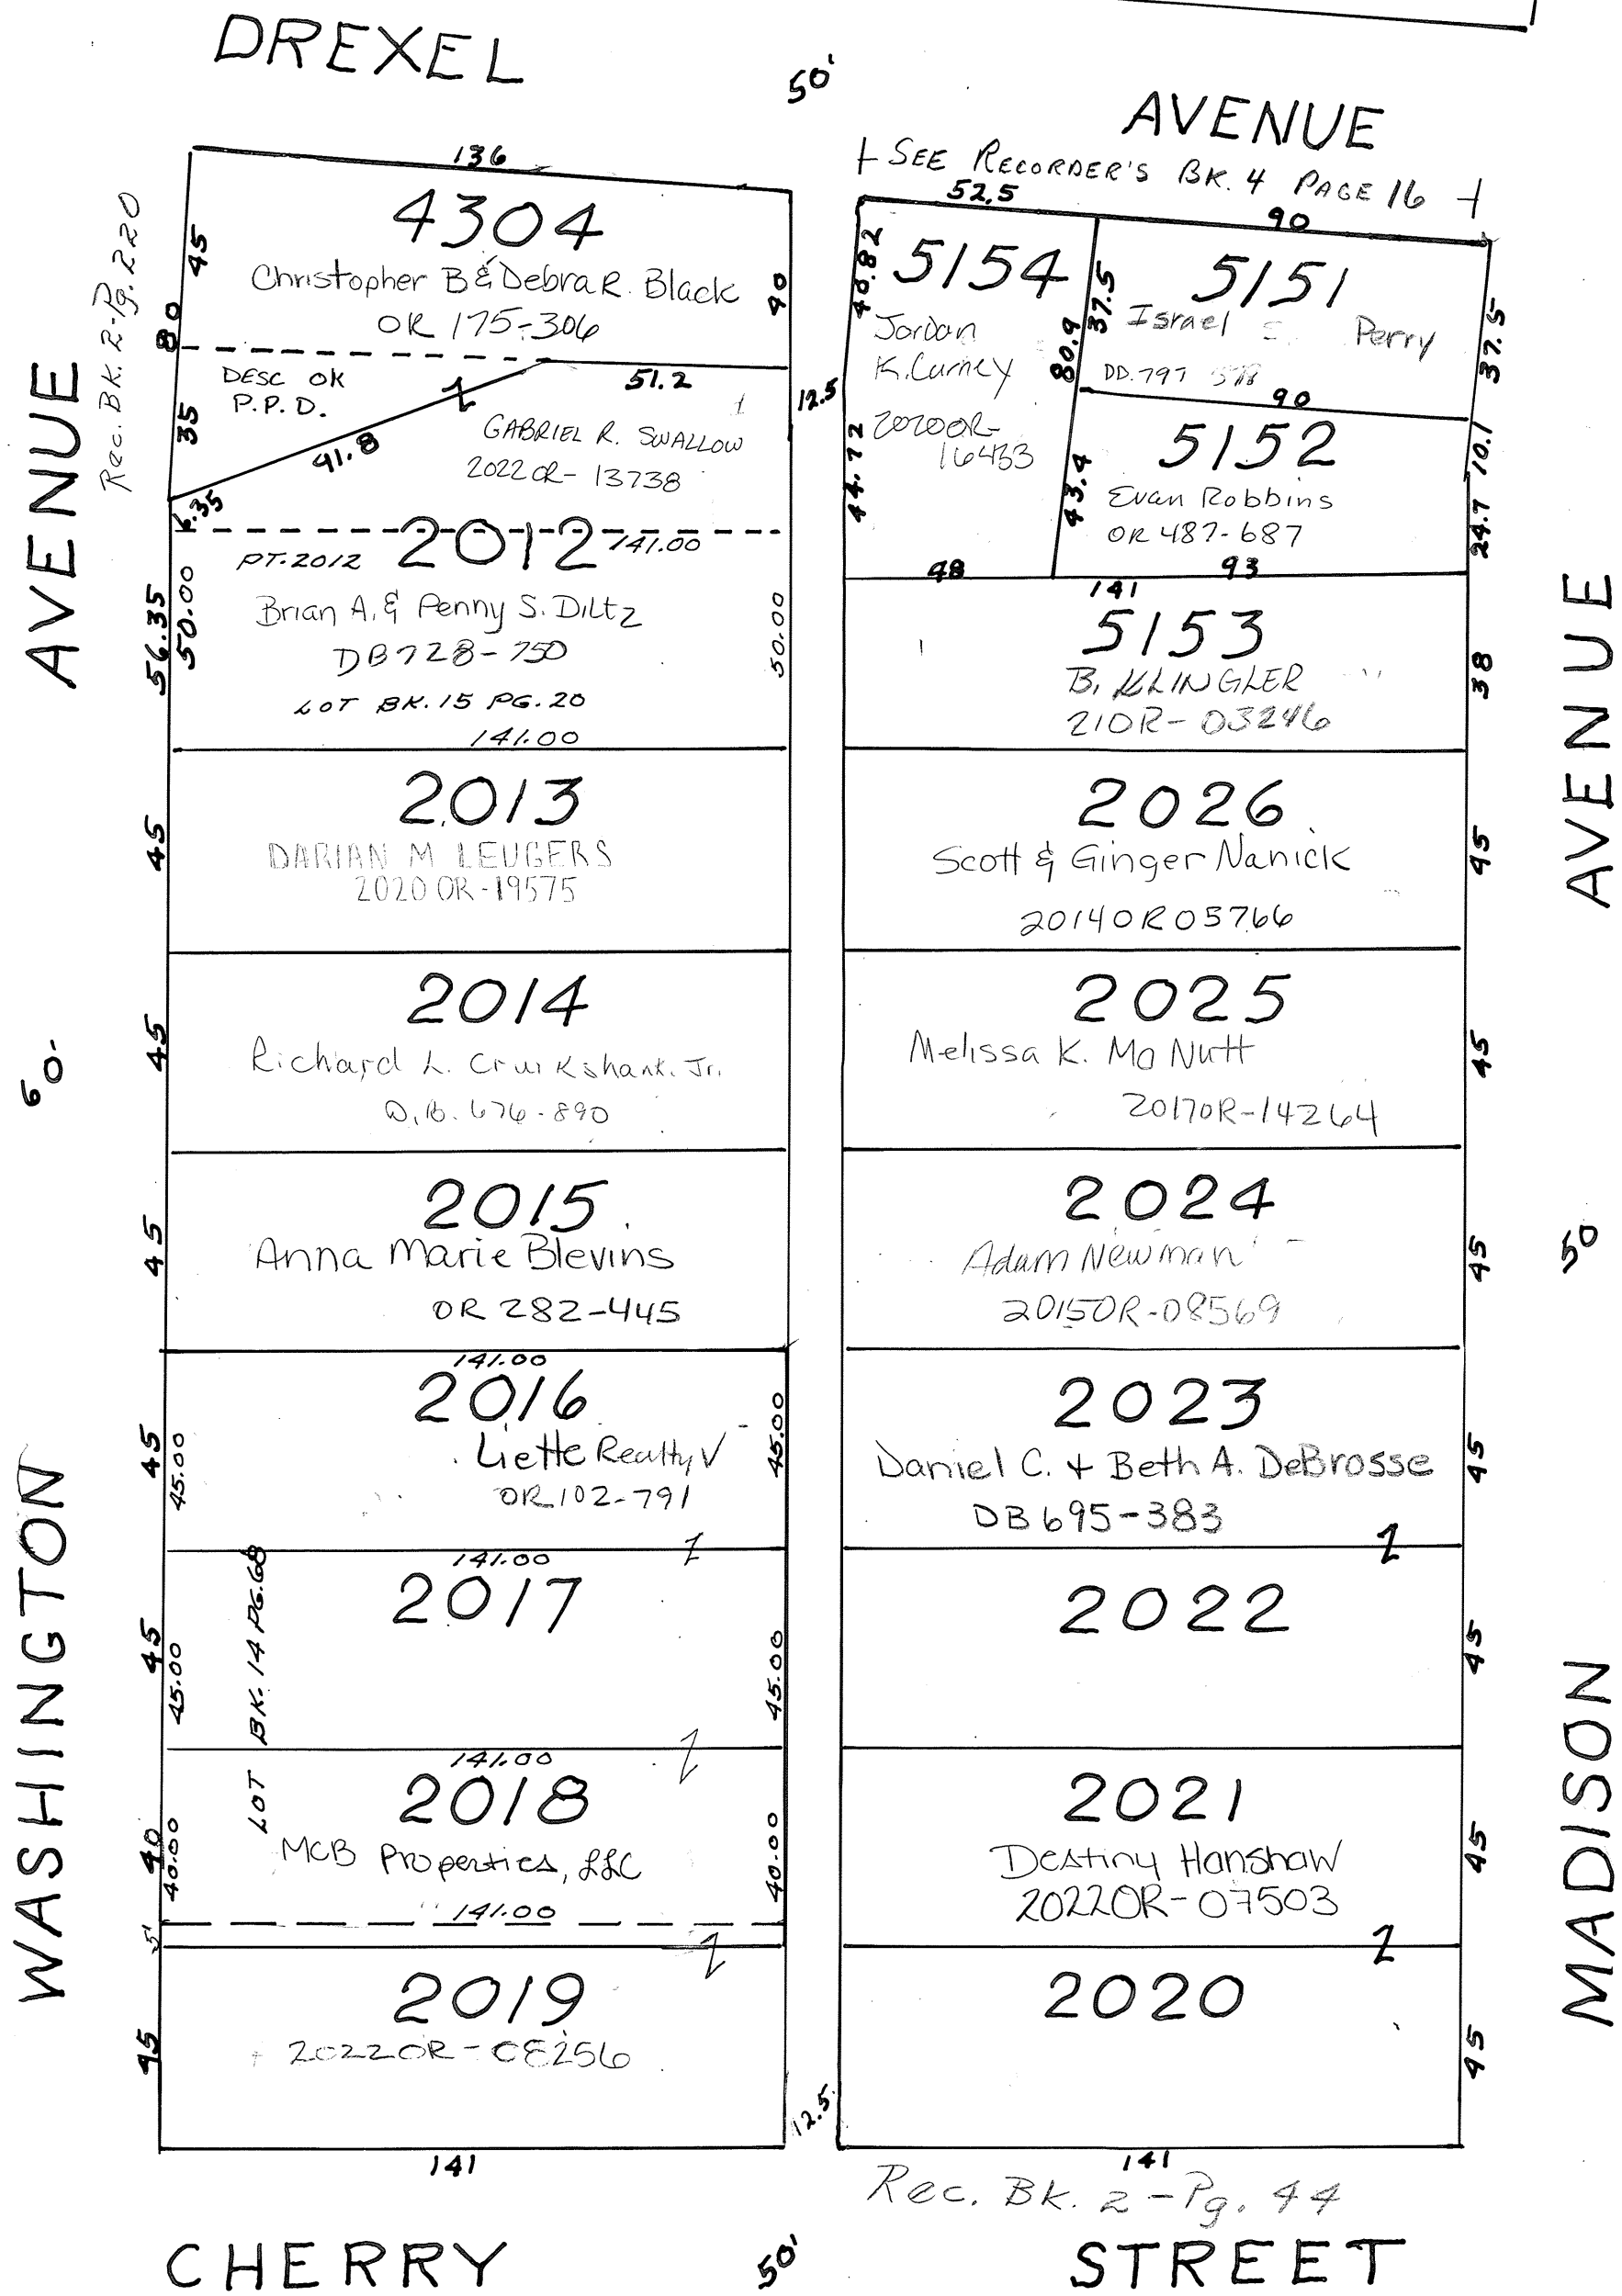 DREXEL
50'
AVENUE
SEE RECORDER'S BK. 4 PAGE 16
136
45
4304
Christopher B & Debra R. Black
OR 175-306
40
80
Rec. Bk. 2-Pg. 220
DESC OK
P.P.D.
35
41.8
51.2
12.5
GABRIEL R. SWALLOW
2022OR-13738
6.35
PT. 2012
2012
141.00
Brian A. & Penny S. Diltz
DB 728-750
LOT BK. 15 PG. 20
56.35
50.00
50.00
141.00
AVENUE
52.5
40.82
5154
Jordan
K. Curney
2020OR-
16433
44.72
80.9
48
90
37.5
5151
Israel
Perry
37.5
90
5152
Evan Robbins
OR 487-687
43.4
10.1
24.7
93
141
5153
B. KLINGLER
21OR-03246
38
AVENUE
45
2013
DARIAN M LEUGERS
2020 OR-19575
2026
Scott & Ginger Nanick
2014OR05766
45
45
2014
Richard L. Cruikshank. Jr.
D.B. 676-890
2025
Melissa K. Mc Nutt
2017OR-14264
45
60
45
2015
Anna Marie Blevins
OR 282-445
2024
Adam Newman
2015OR-08569
45
50
45
45.00
141.00
2016
Liette Realty V
OR 102-791
45.00
2023
Daniel C. + Beth A. DeBrosse
DB 695-383
45
45
45.00
141.00
2017
45.00
LOT BK. 14 PG. 68
2022
45
WASHINGTON
40
40.00
141.00
2018
MCB Properties, LLC
40.00
141.00
5'
2021
Destiny Hanshaw
2022OR-07503
45
MADISON
45
2019
2022OR-
141
12.5
2020
45
141
Rec. Bk. 2-Pg. 44
CHERRY
50'
STREET